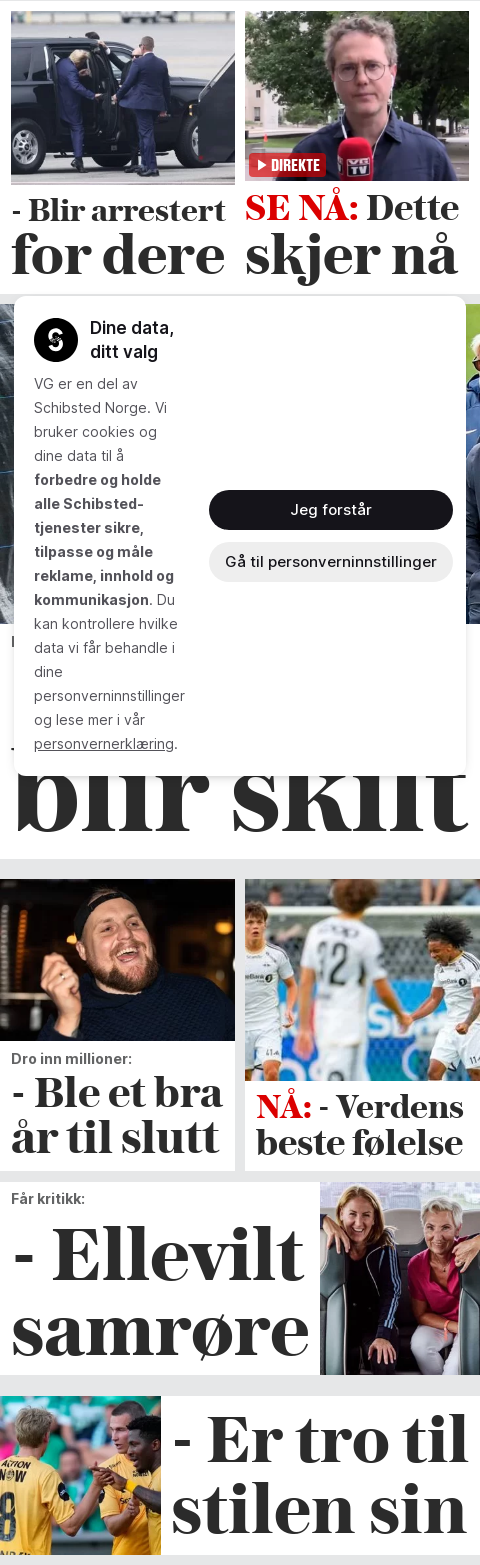 - Blir arrestert
for dere
DIREKTE
VG
TV
SE NÅ: Dette
skjer nå
Dine data,
ditt valg
VG er en del av
Schibsted Norge. Vi
bruker cookies og
dine data til å
forbedre og holde
alle Schibsted-
tjenester sikre,
tilpasse og måle
reklame, innhold og
kommunikasjon. Du
kan kontrollere hvilke
data vi får behandle i
dine
personverninnstillinger
og lese mer i vår
personvernerklæring.
Jeg forstår
Gå til personverninnstillinger
blir skilt
Dro inn millioner:
- Ble et bra
år til slutt
NÅ: - Verdens
beste følelse
Får kritikk:
- Ellevilt
samrøre
- Er tro til
stilen sin